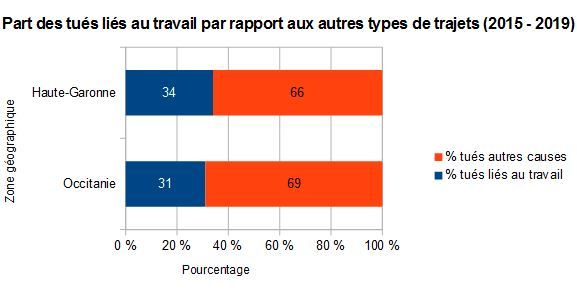 Part des tués liés au travail par rapport aux autres types de trajets (2015 - 2019)
Haute-Garonne
34
66
Zone géographique
Occitanie
31
69
% tués autres causes
% tués liés au travail
0 %
20 %
40 %
60 %
80 %
100 %
Pourcentage